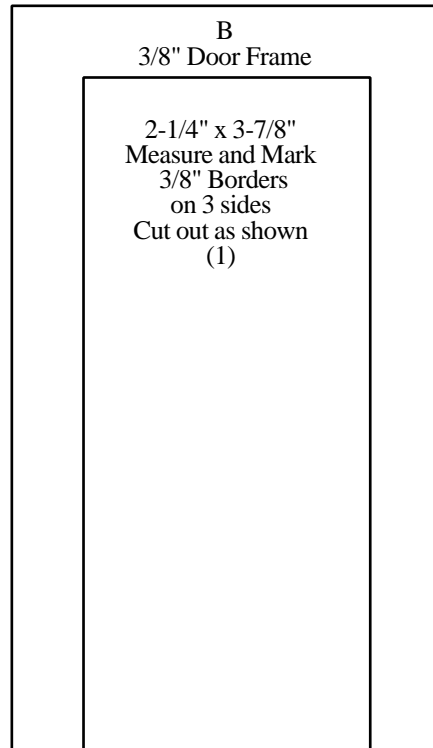 B
3/8" Door Frame
2-1/4" x 3-7/8"
Measure and Mark
3/8" Borders
on 3 sides
Cut out as shown
(1)